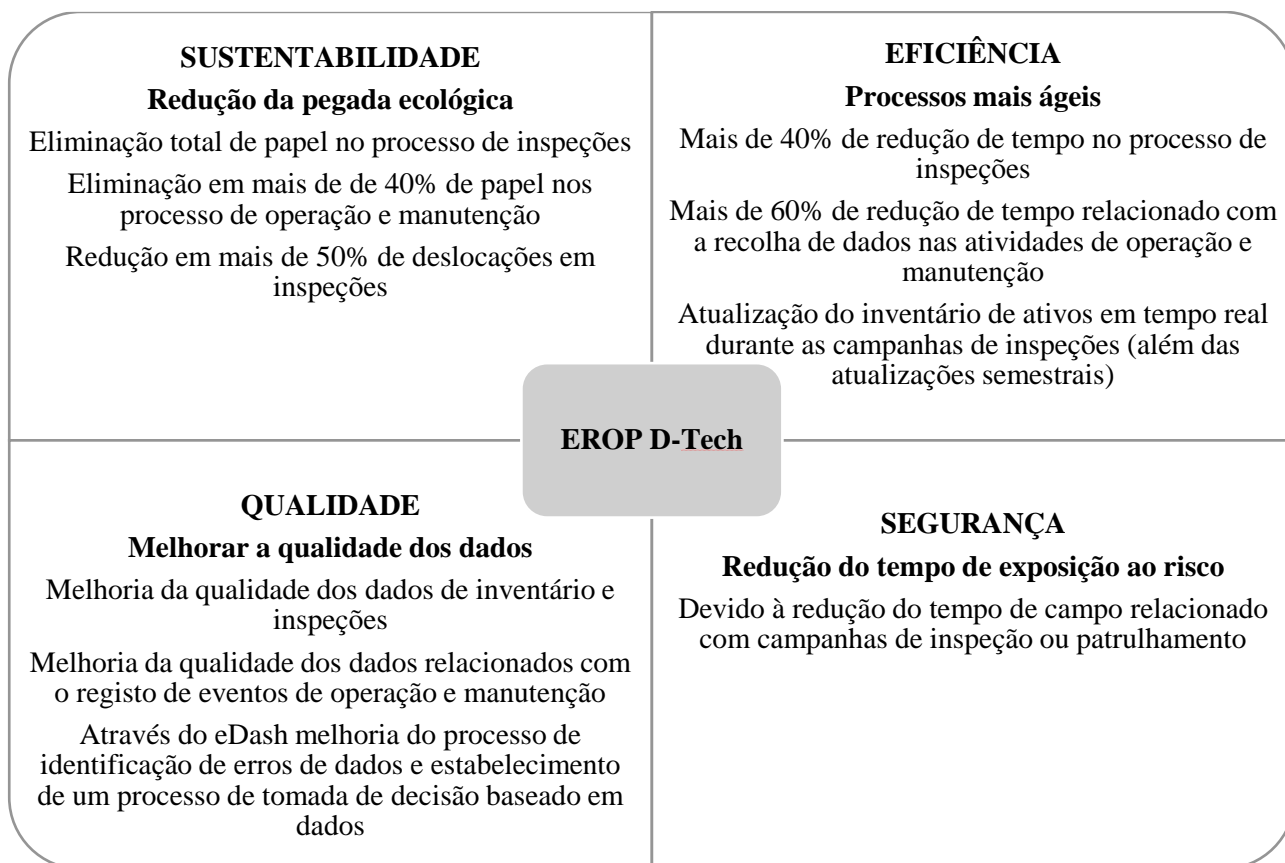 SUSTENTABILIDADE
Redução da pegada ecológica
Eliminação total de papel no processo de inspeções
Eliminação em mais de de 40% de papel nos
processo de operação e manutenção
Redução em mais de 50% de deslocações em
inspeções
EFICIÊNCIA
Processos mais ágeis
Mais de 40% de redução de tempo no processo de
inspeções
Mais de 60% de redução de tempo relacionado com
a recolha de dados nas atividades de operação e
manutenção
Atualização do inventário de ativos em tempo real
durante as campanhas de inspeções (além das
atualizações semestrais)
EROP D-Tech
QUALIDADE
Melhorar a qualidade dos dados
Melhoria da qualidade dos dados de inventário e
inspeções
Melhoria da qualidade dos dados relacionados com
o registo de eventos de operação e manutenção
Através do eDash melhoria do processo de
identificação de erros de dados e estabelecimento
de um processo de tomada de decisão baseado em
dados
SEGURANÇA
Redução do tempo de exposição ao risco
Devido à redução do tempo de campo relacionado
com campanhas de inspeção ou patrulhamento